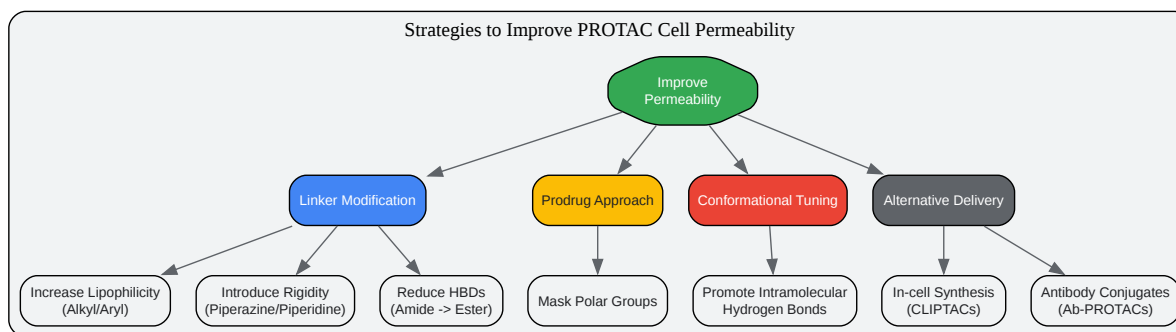 Strategies to Improve PROTAC Cell Permeability
Improve
Permeability
Linker Modification
Prodrug Approach
Conformational Tuning
Alternative Delivery
Increase Lipophilicity
(Alkyl/Aryl)
Introduce Rigidity
(Piperazine/Piperidine)
Reduce HBDs
(Amide -> Ester)
Mask Polar Groups
Promote Intramolecular
Hydrogen Bonds
In-cell Synthesis
(CLIPTACs)
Antibody Conjugates
(Ab-PROTACs)